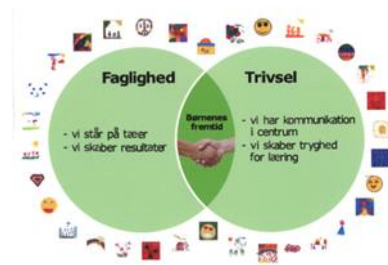 Faglighed
- vi står på tæer
- vi skaber resultater
Børnenes
fremtid
Trivsel
- vi har kommunikation
i centrum
- vi skaber tryghed
for læring